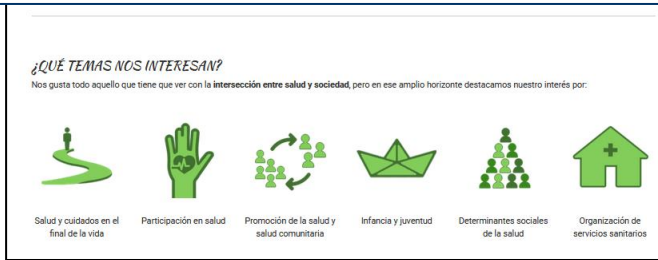 ¿QUÉ TEMAS NOS INTERESAN?
Nos gusta todo aquello que tiene que ver con la intersección entre salud y sociedad, pero en ese amplio horizonte destacamos nuestro interés por:
Salud y cuidados en el
final de la vida
Participación en salud
Promoción de la salud y
salud comunitaria
Infancia y juventud
Determinantes sociales
de la salud
Organización de
servicios sanitarios